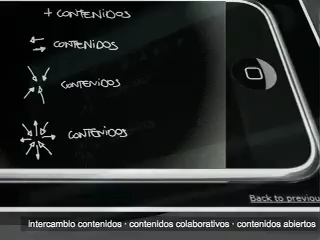 + CONTENIDOS
CONTENIDOS
CONTENIDOS
CONTENIDOS
Back to previou
Intercambio contenidos · contenidos colaborativos · contenidos abiertos